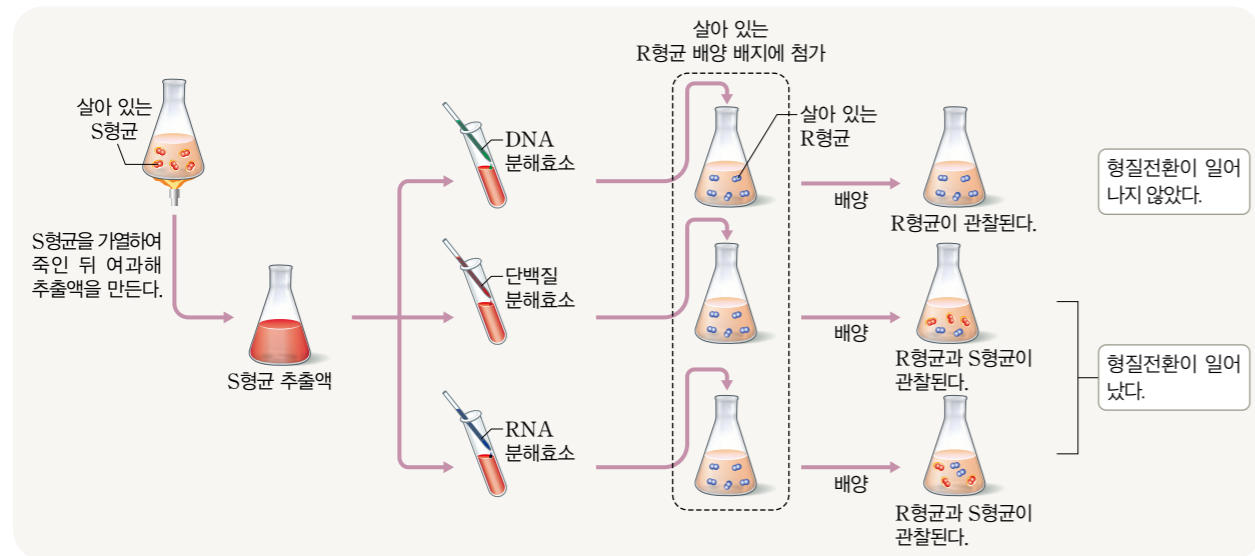 살아 있는
R형균 배양 배지에 첨가
살아 있는
S형균
S형균을 가열하여
죽인 뒤 여과해
추출액을 만든다.
S형균 추출액
DNA
분해효소
살아 있는
R형균
배양
R형균이 관찰된다.
형질전환이 일어
나지 않았다.
단백질
분해효소
배양
R형균과 S형균이
관찰된다.
형질전환이 일어
났다.
RNA
분해효소
배양
R형균과 S형균이
관찰된다.